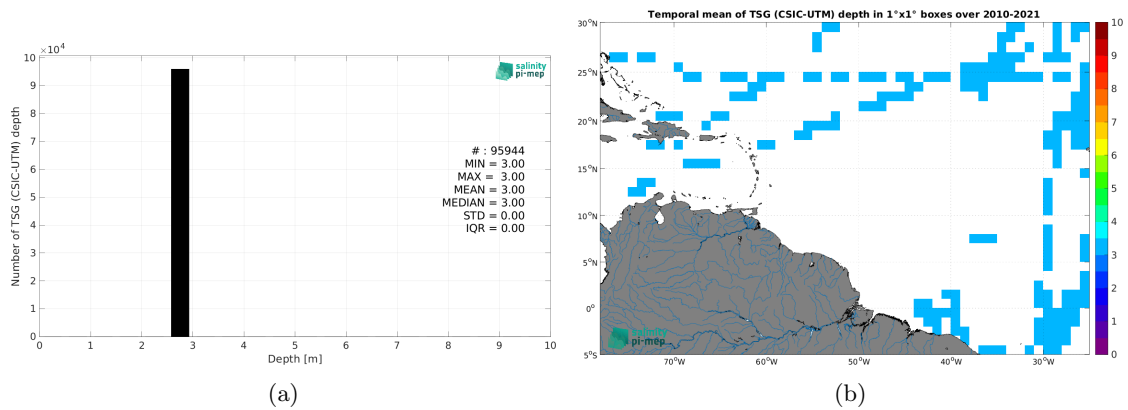 ×10⁴
10
9
8
7
6
5
4
3
2
1
0
Number of TSG (CSIC-UTM) depth
0 1 2 3 4 5 6 7 8 9 10
Depth [m]
salinity
pi-mep
# : 95944
MIN = 3.00
MAX = 3.00
MEAN = 3.00
MEDIAN = 3.00
STD = 0.00
IQR = 0.00
(a)
Temporal mean of TSG (CSIC-UTM) depth in 1°x1° boxes over 2010-2021
30°N
25°N
20°N
15°N
10°N
5°N
0°
5°S
70°W 60°W 50°W 40°W 30°W
salinity
pi-mep
10
9
8
7
6
5
4
3
2
1
0
(b)